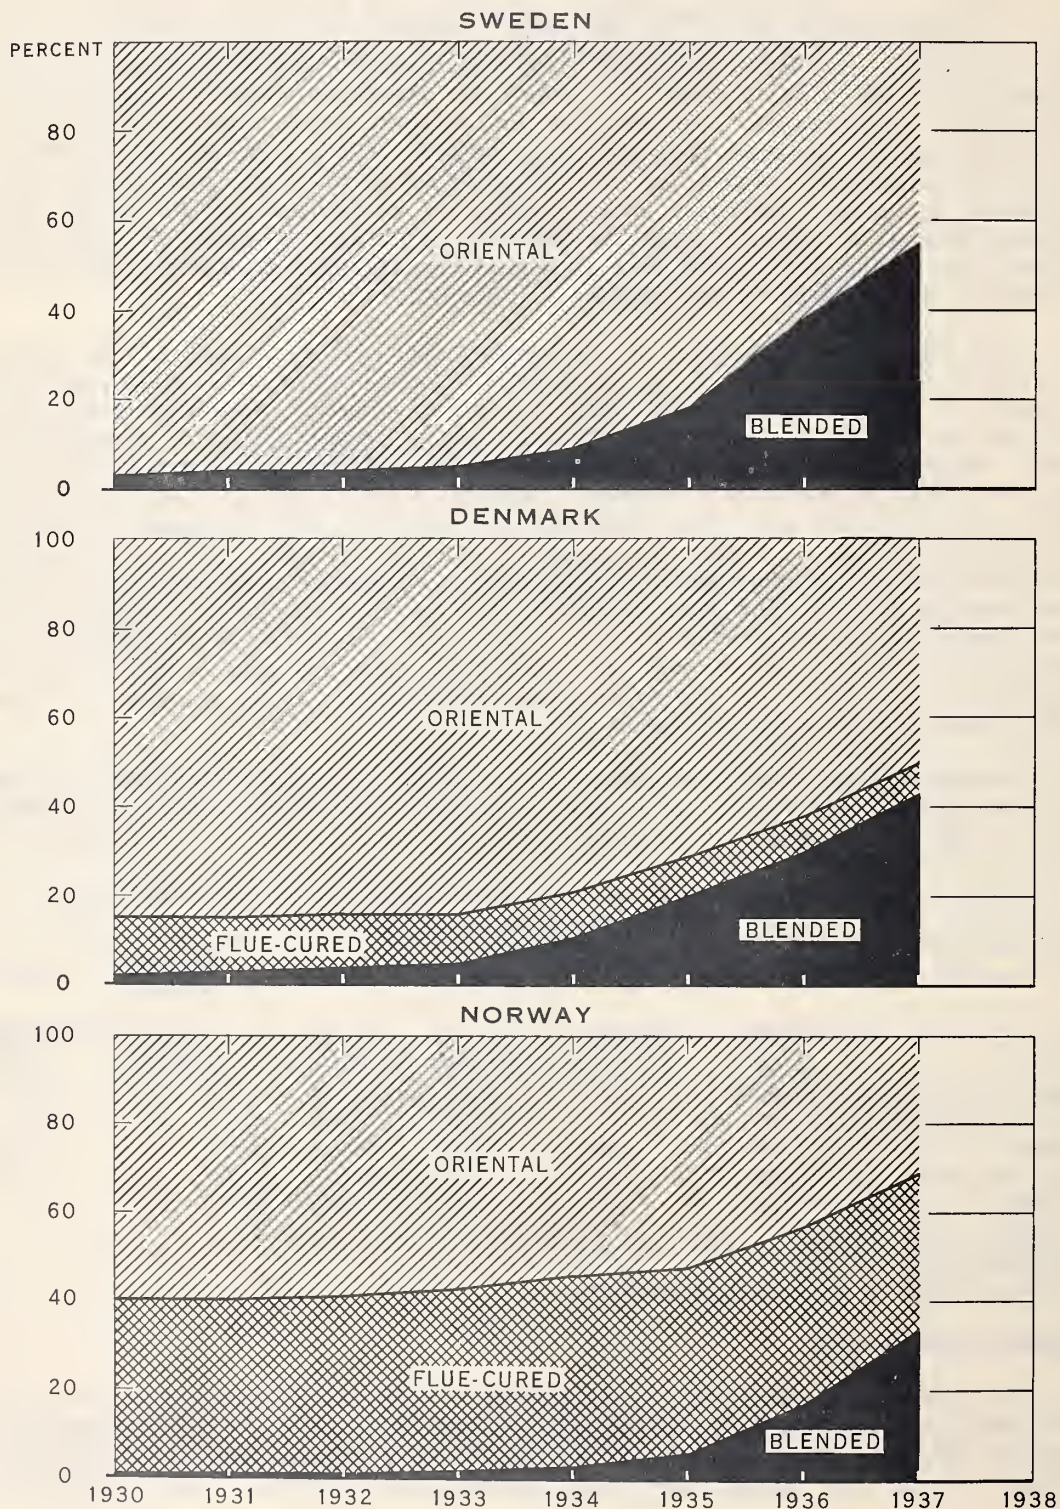 SWEDEN
PERCENT
80
60
ORIENTAL
40
20
BLENDED
0
DENMARK
100
80
60
ORIENTAL
40
20
FLUE-CURED
BLENDED
0
NORWAY
100
80
ORIENTAL
60
40
FLUE-CURED
20
BLENDED
0
1930 1931 1932 1933 1934 1935 1936 1937 1938